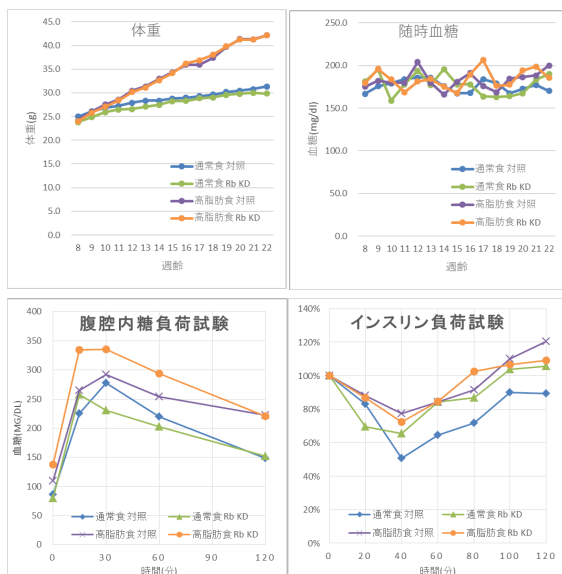 体重
45.0
40.0
35.0
30.0
25.0
20.0
15.0
10.0
5.0
0.0
体重(g)
通常食 対照
通常食 Rb KD
高脂肪食 対照
高脂肪食 Rb KD
8 9 10 11 12 13 14 15 16 17 18 19 20 21 22
週齢
随時血糖
250.0
200.0
150.0
100.0
50.0
0.0
血糖(mg/dl)
通常食 対照
通常食 Rb KD
高脂肪食 対照
高脂肪食 Rb KD
8 9 10 11 12 13 14 15 16 17 18 19 20 21 22
週齢
腹腔内糖負荷試験
400
350
300
250
200
150
100
50
0
血糖(MG/DL)
通常食 対照 通常食 Rb KD
高脂肪食 対照 高脂肪食 Rb KD
0 30 60 90 120
時間(分)
インスリン負荷試験
140%
120%
100%
80%
60%
40%
20%
0%
通常食 対照 通常食 Rb KD
高脂肪食 対照 高脂肪食 Rb KD
0 20 40 60 80 100 120
時間(分)